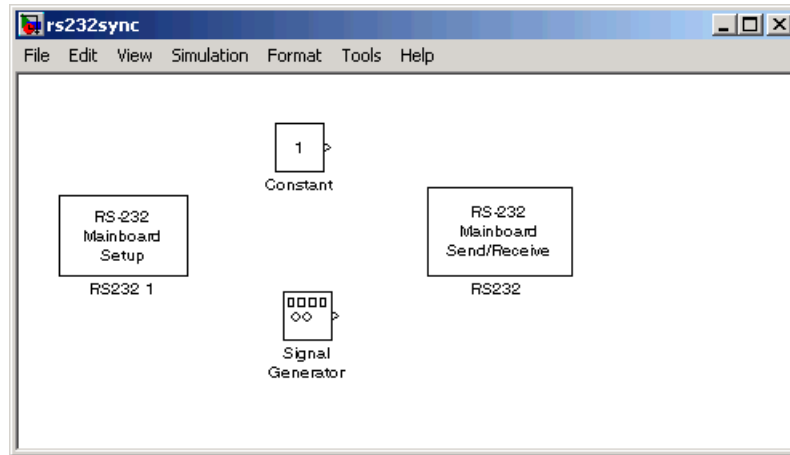 rs232sync
File Edit View Simulation Format Tools Help
1
Constant
RS-232
Mainboard
Setup
RS232 1
RS-232
Mainboard
Send/Receive
RS232
Signal
Generator